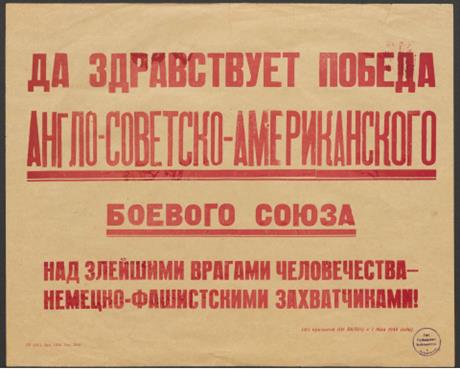 ДА ЗДРАВСТВУЕТ ПОБЕДА
АНГЛО-СОВЕТСКО-АМЕРИКАНСКОГО
БОЕВОГО СОЮЗА
НАД ЗЛЕЙШИМИ ВРАГАМИ ЧЕЛОВЕЧЕСТВА—
НЕМЕЦКО-ФАШИСТСКИМИ ЗАХВАТЧИКАМИ!